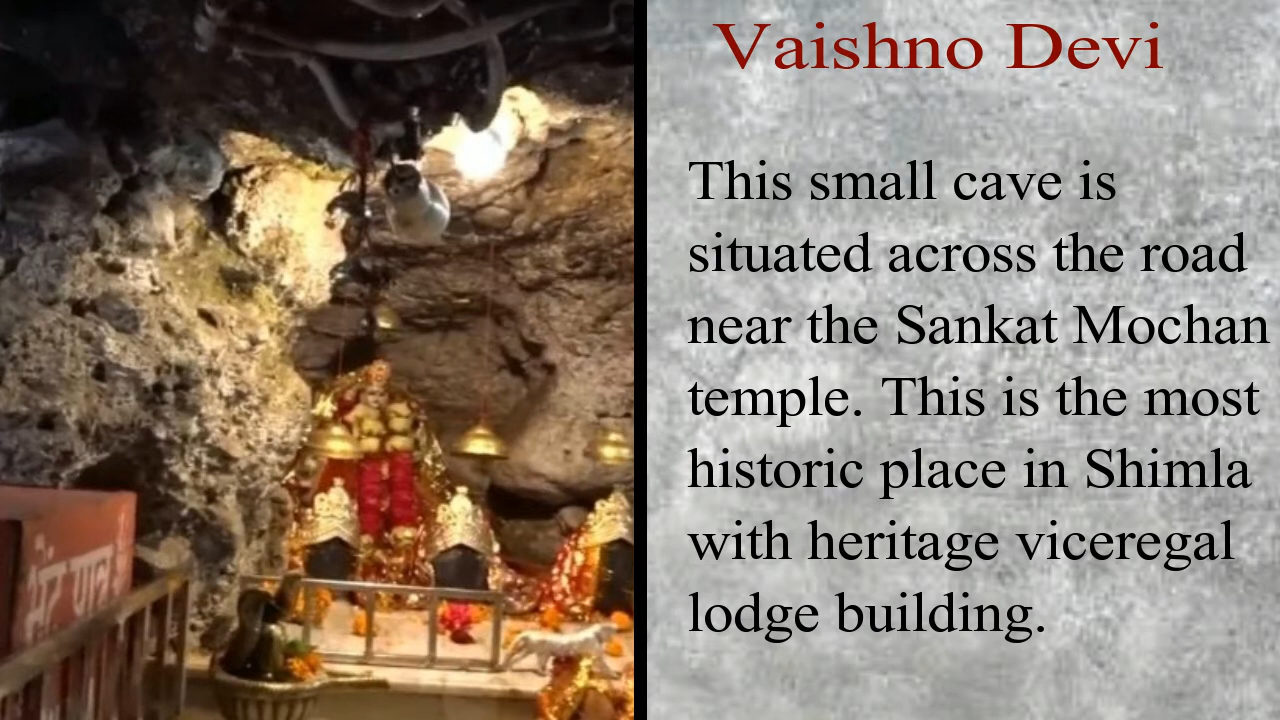 Vaishno Devi
This small cave is
situated across the road
near the Sankat Mochan
temple. This is the most
historic place in Shimla
with heritage viceregal
lodge building.
भेंट पात्र